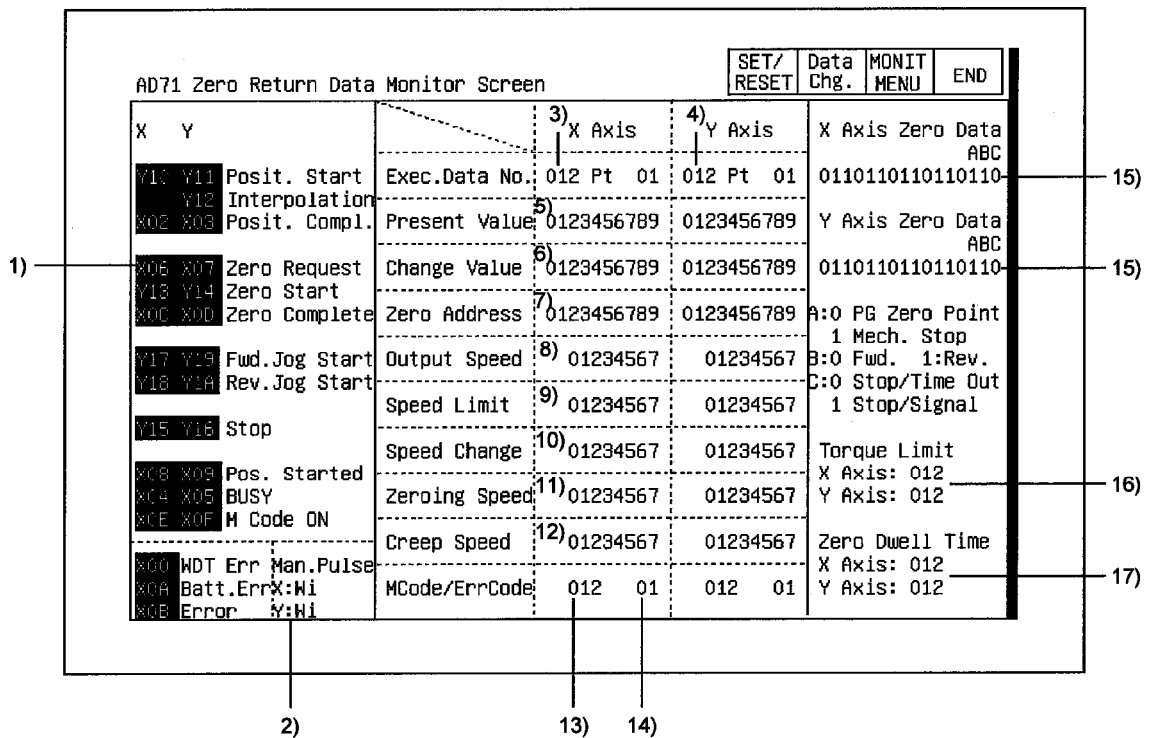 SET/ RESET
Data Chg.
MONIT MENU
END
AD71 Zero Return Data Monitor Screen
X Y
Y10 Y11 Posit. Start
Y12 Interpolation
X02 X03 Posit. Compl.
1)
X06 X07 Zero Request
Y13 Y14 Zero Start
X0C X0D Zero Complete
Y17 Y19 Fwd.Jog Start
Y18 Y1A Rev.Jog Start
Y15 Y16 Stop
X08 X09 Pos. Started
X04 X05 BUSY
X0E X0F M Code ON
X00 WDT Err Man.Pulse
X0A Batt.Err X:Wi
X0B Error Y:Wi
2)
3) X Axis 4) Y Axis
Exec.Data No. 012 Pt 01 012 Pt 01
Present Value 5) 0123456789 0123456789
Change Value 6) 0123456789 0123456789
Zero Address 7) 0123456789 0123456789
Output Speed 8) 01234567 01234567
Speed Limit 9) 01234567 01234567
Speed Change 10) 01234567 01234567
Zeroing Speed 11) 01234567 01234567
Creep Speed 12) 01234567 01234567
MCode/ErrCode 012 01 012 01
13) 14)
X Axis Zero Data
ABC
0110110110110110 15)
Y Axis Zero Data
ABC
0110110110110110 15)
A:0 PG Zero Point
1 Mech. Stop
B:0 Fwd. 1:Rev.
C:0 Stop/Time Out
1 Stop/Signal
Torque Limit
X Axis: 012
Y Axis: 012
16)
Zero Dwell Time
X Axis: 012
Y Axis: 012
17)